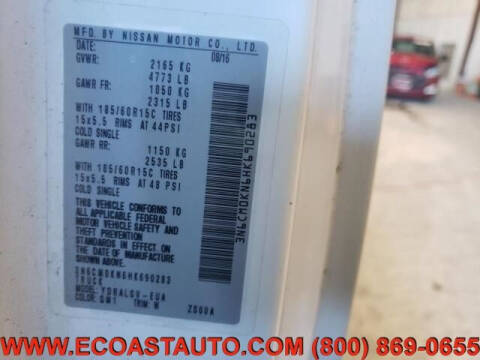 MFD. BY NISSAN MOTOR CO., LTD.
DATE: 08/16
GVWR: 2165 KG
4773 LB
GAWR FR: 1050 KG
2315 LB
WITH 185/60R15C TIRES
15x5.5 RIMS AT 44PSI
COLD SINGLE
GAWR RR: 1150 KG
2535 LB
WITH 185/60R15C TIRES
15x5.5 RIMS AT 48 PSI
COLD SINGLE
THIS VEHICLE CONFORMS
TO ALL APPLICABLE FEDERAL
MOTOR VEHICLE SAFETY
AND THEFT PREVENTION
STANDARDS IN EFFECT
ON THE DATE OF
MANUFACTURE SHOWN ABOVE
3N6CM0KN6HK690283
TRUCK
MODEL: -EUA
COLOR: TRIM:
3N6CM0KN6HK690283
WWW.ECOASTAUTO.COM (800) 869-0655